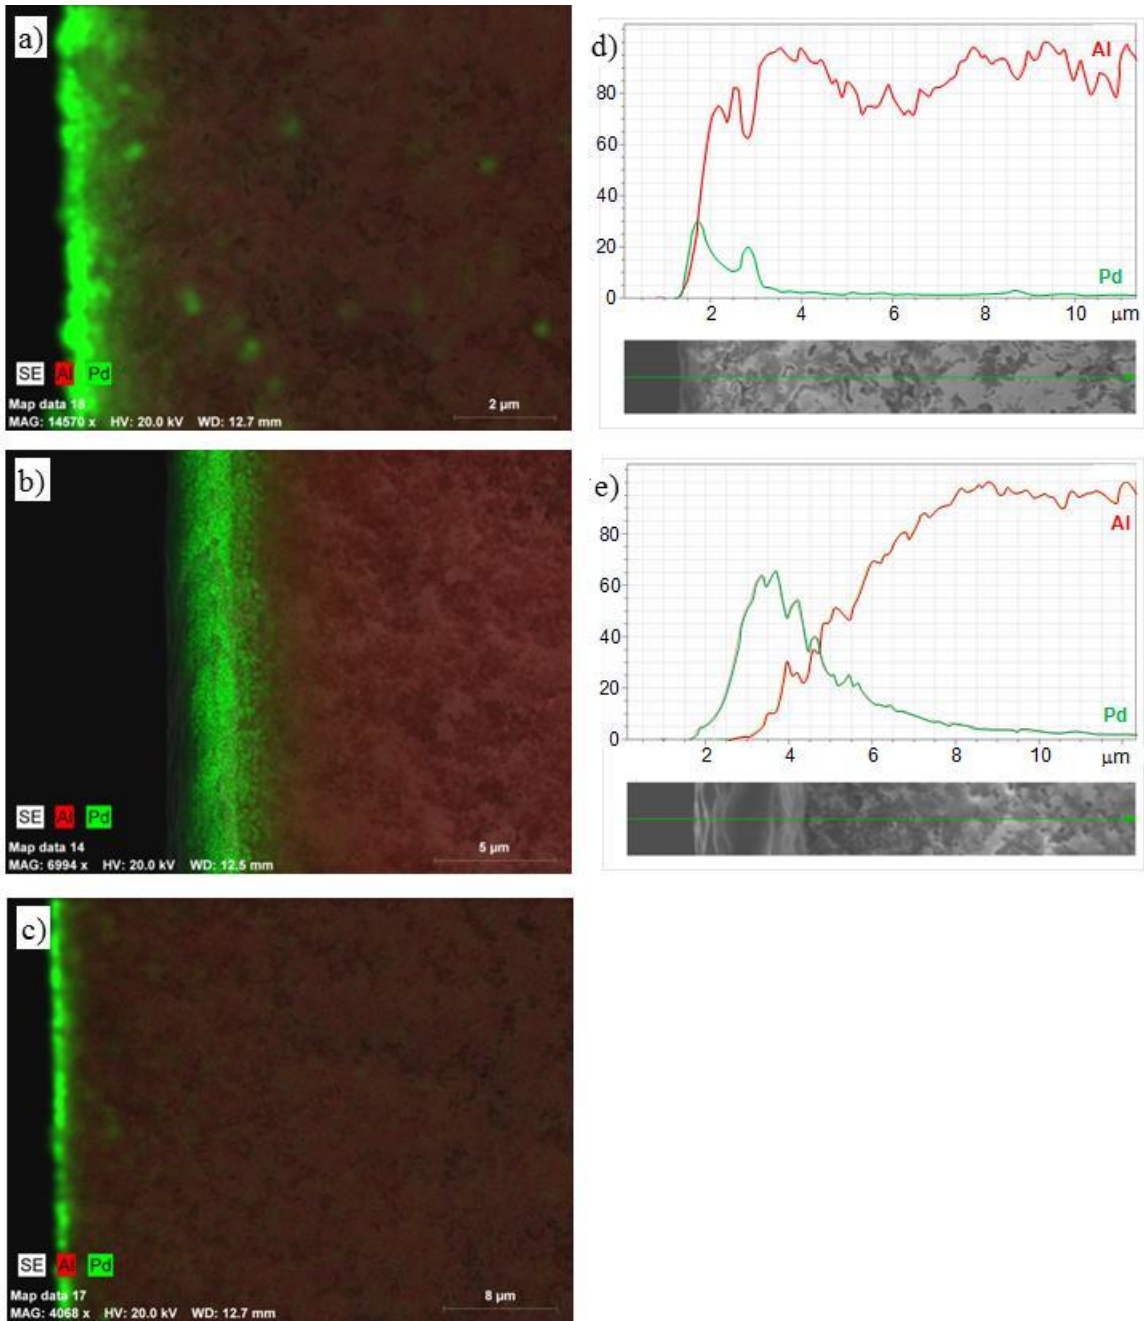 a)
SE Al Pd
Map data 18
MAG: 14570 x HV: 20.0 kV WD: 12.7 mm
2 µm
d)
Al
80
60
40
20
0
Pd
2 4 6 8 10 µm
b)
SE Al Pd
Map data 14
MAG: 6994 x HV: 20.0 kV WD: 12.5 mm
5 µm
e)
Al
80
60
40
20
0
Pd
2 4 6 8 10 µm
c)
SE Al Pd
Map data 17
MAG: 4068 x HV: 20.0 kV WD: 12.7 mm
8 µm